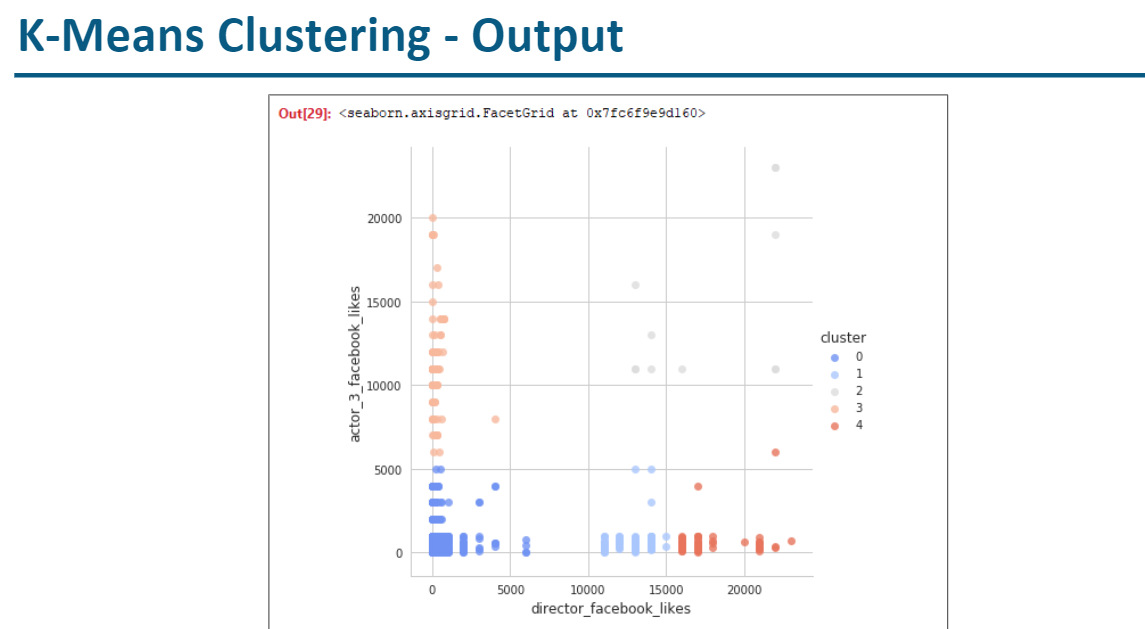 K-Means Clustering - Output
Out[29]: <seaborn.axisgrid.FacetGrid at 0x7fc6f9e9d160>
20000
15000
10000
5000
0
actor_3_facebook_likes
0 5000 10000 15000 20000
director_facebook_likes
cluster
0
1
2
3
4